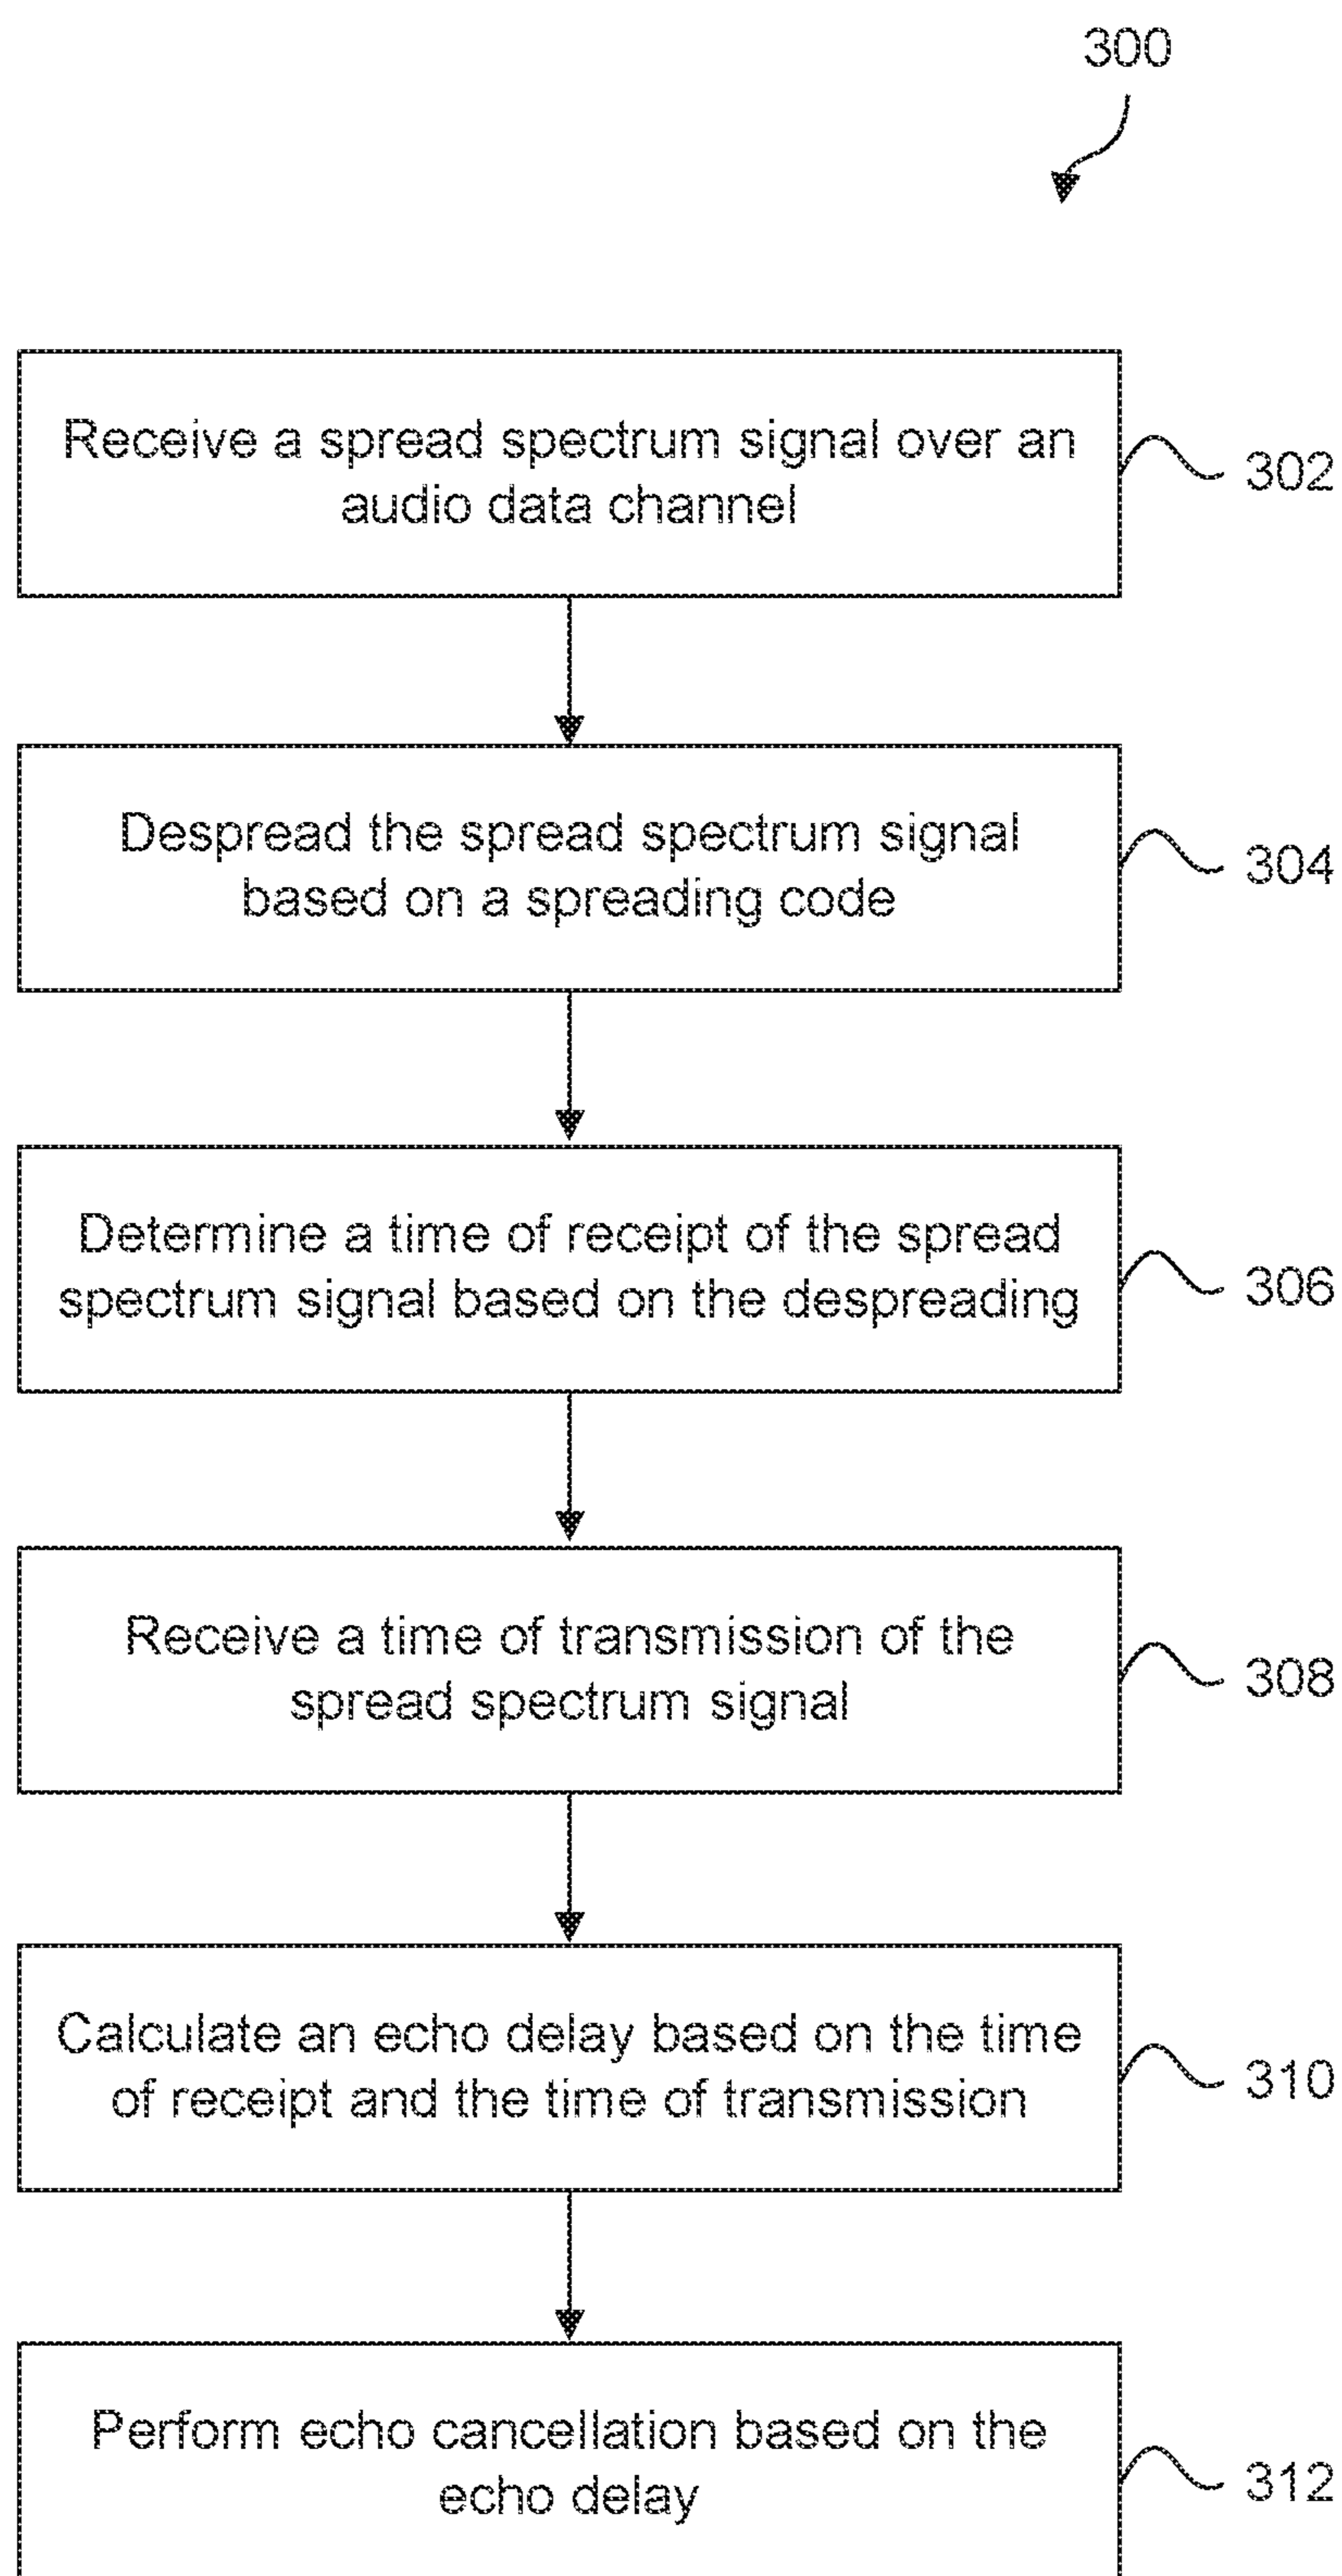 300
Receive a spread spectrum signal over an
audio data channel
302
Despread the spread spectrum signal
based on a spreading code
304
Determine a time of receipt of the spread
spectrum signal based on the despreading
306
Receive a time of transmission of the
spread spectrum signal
308
Calculate an echo delay based on the time
of receipt and the time of transmission
310
Perform echo cancellation based on the
echo delay
312